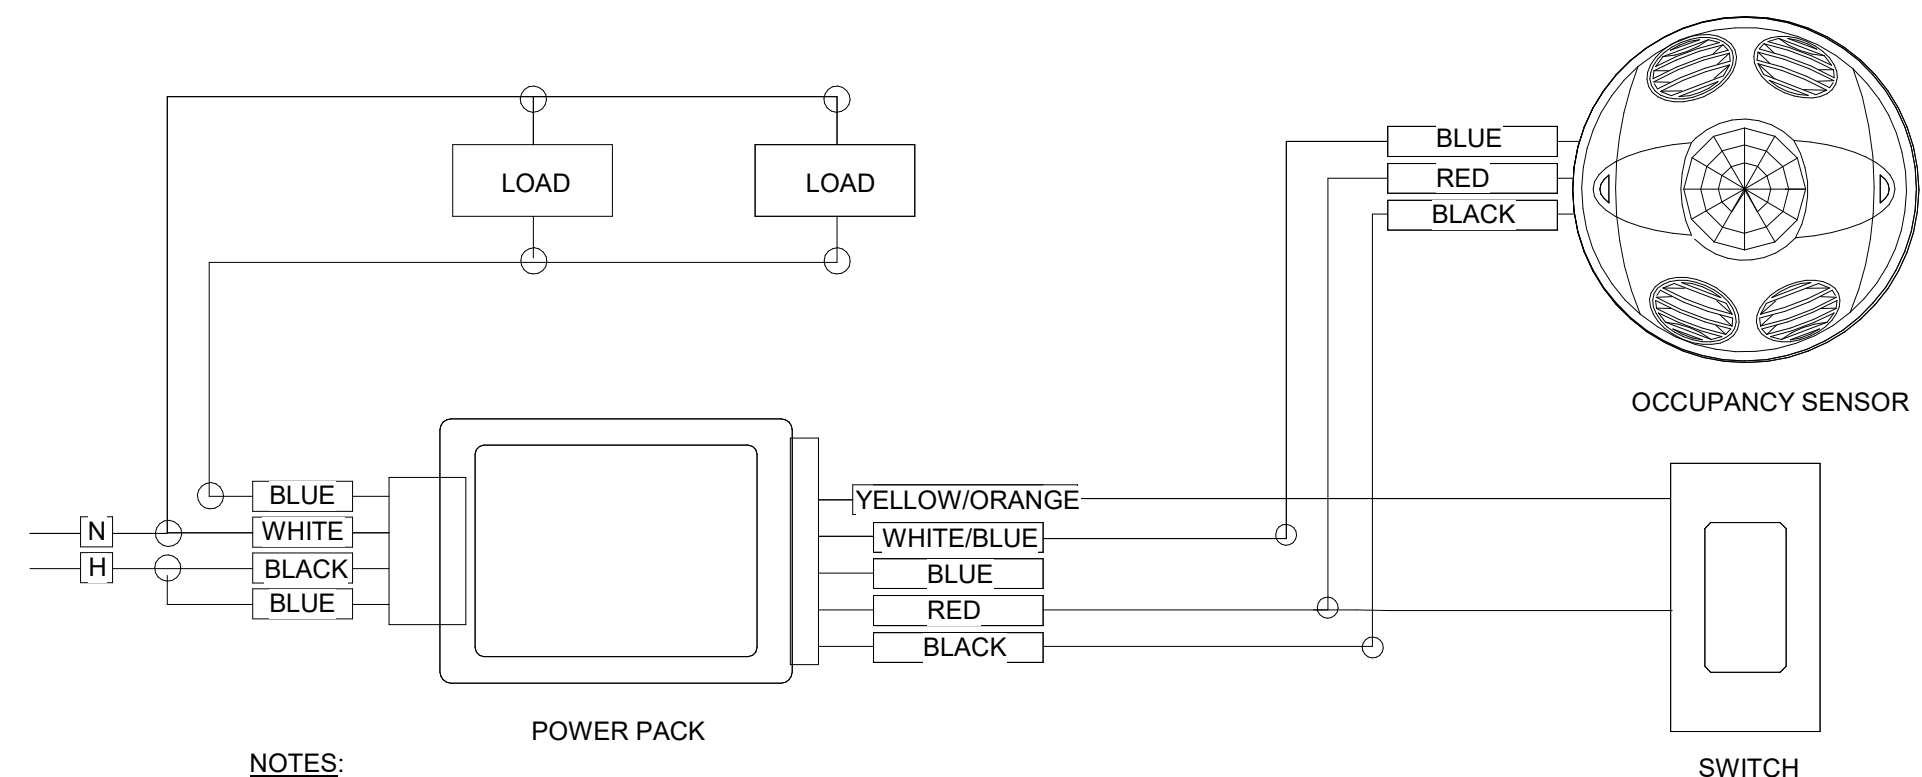 LOAD
LOAD
BLUE
RED
BLACK
OCCUPANCY SENSOR
BLUE
N
WHITE
H
BLACK
BLUE
YELLOW/ORANGE
WHITE/BLUE
BLUE
RED
BLACK
POWER PACK
NOTES:
SWITCH